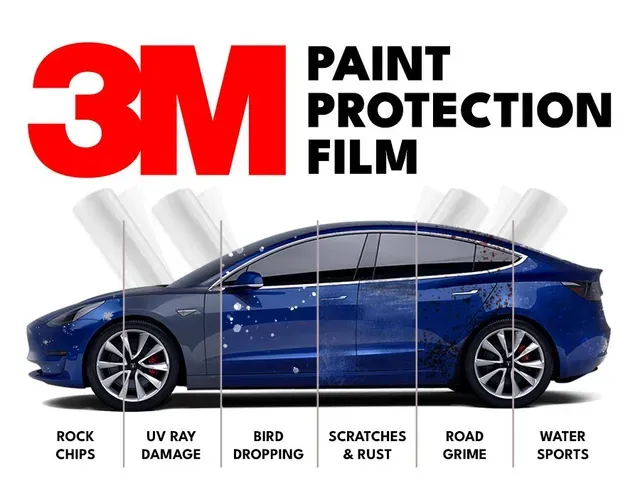 3M
PAINT
PROTECTION
FILM
ROCK
CHIPS
UV RAY
DAMAGE
BIRD
DROPPING
SCRATCHES
& RUST
ROAD
GRIME
WATER
SPORTS